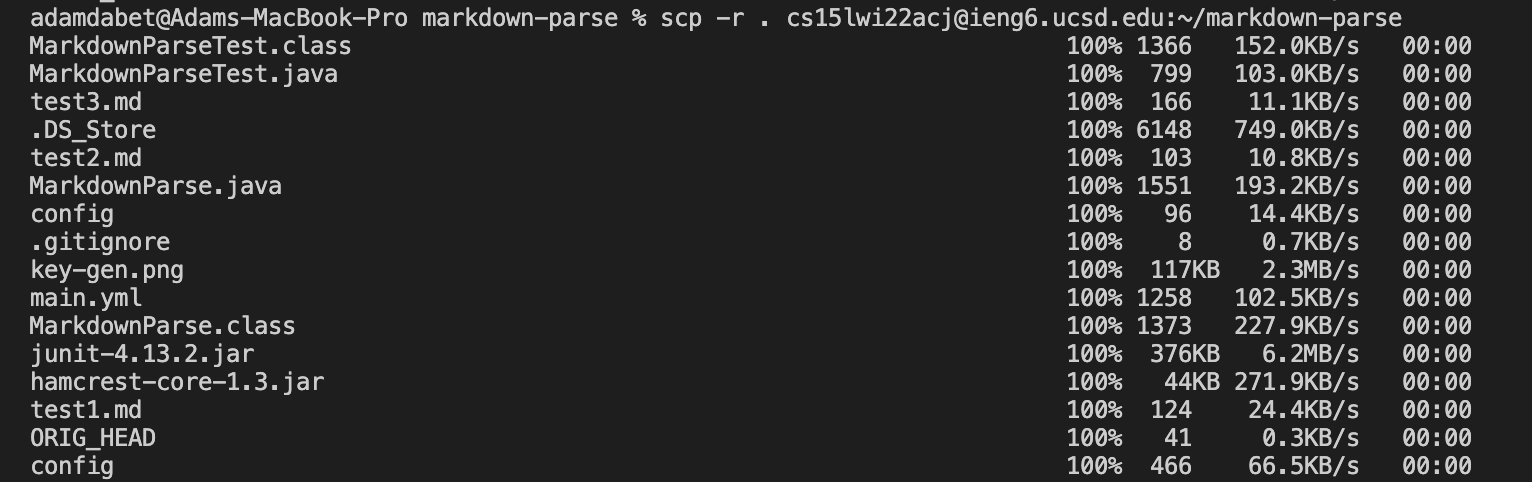 adamdabet@Adams-MacBook-Pro markdown-parse % scp -r . cs15lwi22acj@ieng6.ucsd.edu:~/markdown-parse
MarkdownParseTest.class 100% 1366 152.0KB/s 00:00
MarkdownParseTest.java 100% 799 103.0KB/s 00:00
test3.md 100% 166 11.1KB/s 00:00
.DS_Store 100% 6148 749.0KB/s 00:00
test2.md 100% 103 10.8KB/s 00:00
MarkdownParse.java 100% 1551 193.2KB/s 00:00
config 100% 96 14.4KB/s 00:00
.gitignore 100% 8 0.7KB/s 00:00
key-gen.png 100% 117KB 2.3MB/s 00:00
main.yml 100% 1258 102.5KB/s 00:00
MarkdownParse.class 100% 1373 227.9KB/s 00:00
junit-4.13.2.jar 100% 376KB 6.2MB/s 00:00
hamcrest-core-1.3.jar 100% 44KB 271.9KB/s 00:00
test1.md 100% 124 24.4KB/s 00:00
ORIG_HEAD 100% 41 0.3KB/s 00:00
config 100% 466 66.5KB/s 00:00